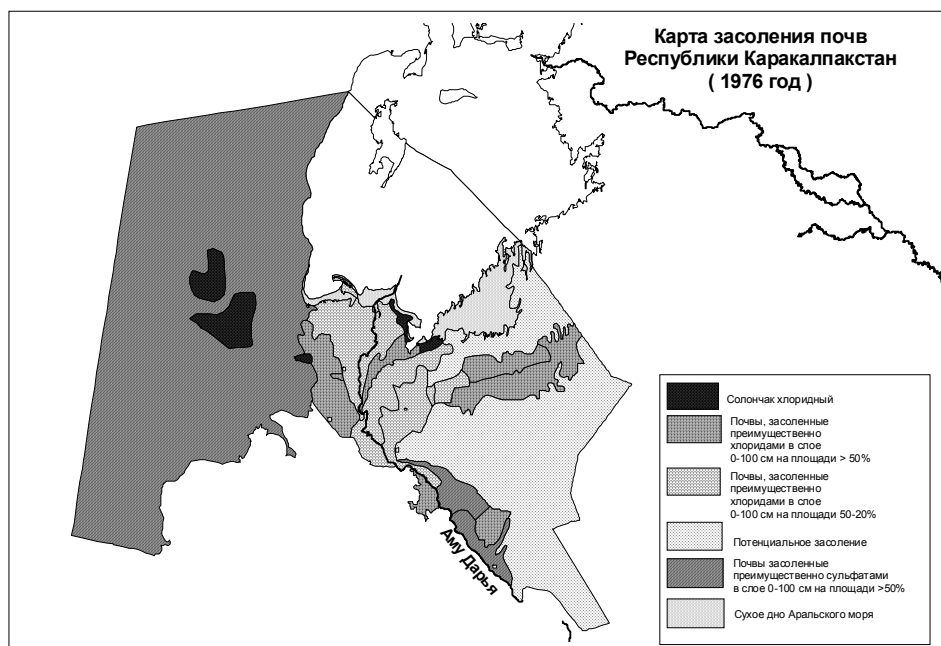 Карта засоления почв
Республики Каракалпакстан
( 1976 год )
Солончак хлоридный
Почвы, засоленные
преимущественно
хлоридами в слое
0-100 см на площади > 50%
Почвы, засоленные
преимущественно
хлоридами в слое
0-100 см на площади 50-20%
Потенциальное засоление
Почвы засоленные
преимущественно сульфатами
в слое 0-100 см на площади >50%
Сухое дно Аральского моря
Аму Дарья